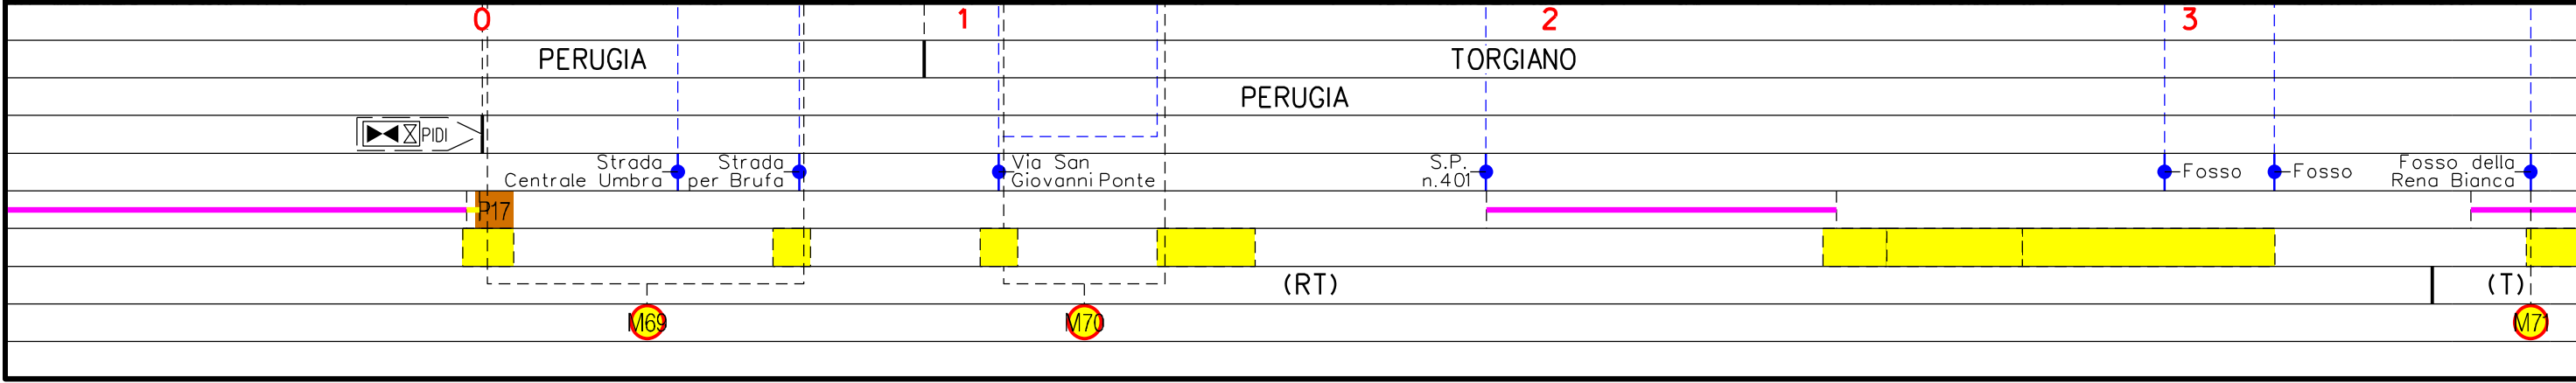 0 1 2 3
PERUGIA TORGIANO
PERUGIA
PIDI
Strada
Centrale Umbra
Strada
per Brufa
Via San
Giovanni Ponte
S.P.
n.401
Fosso
Fosso
Fosso della
Rena Bianca
P17
(RT) (T)
M69 M70 M71